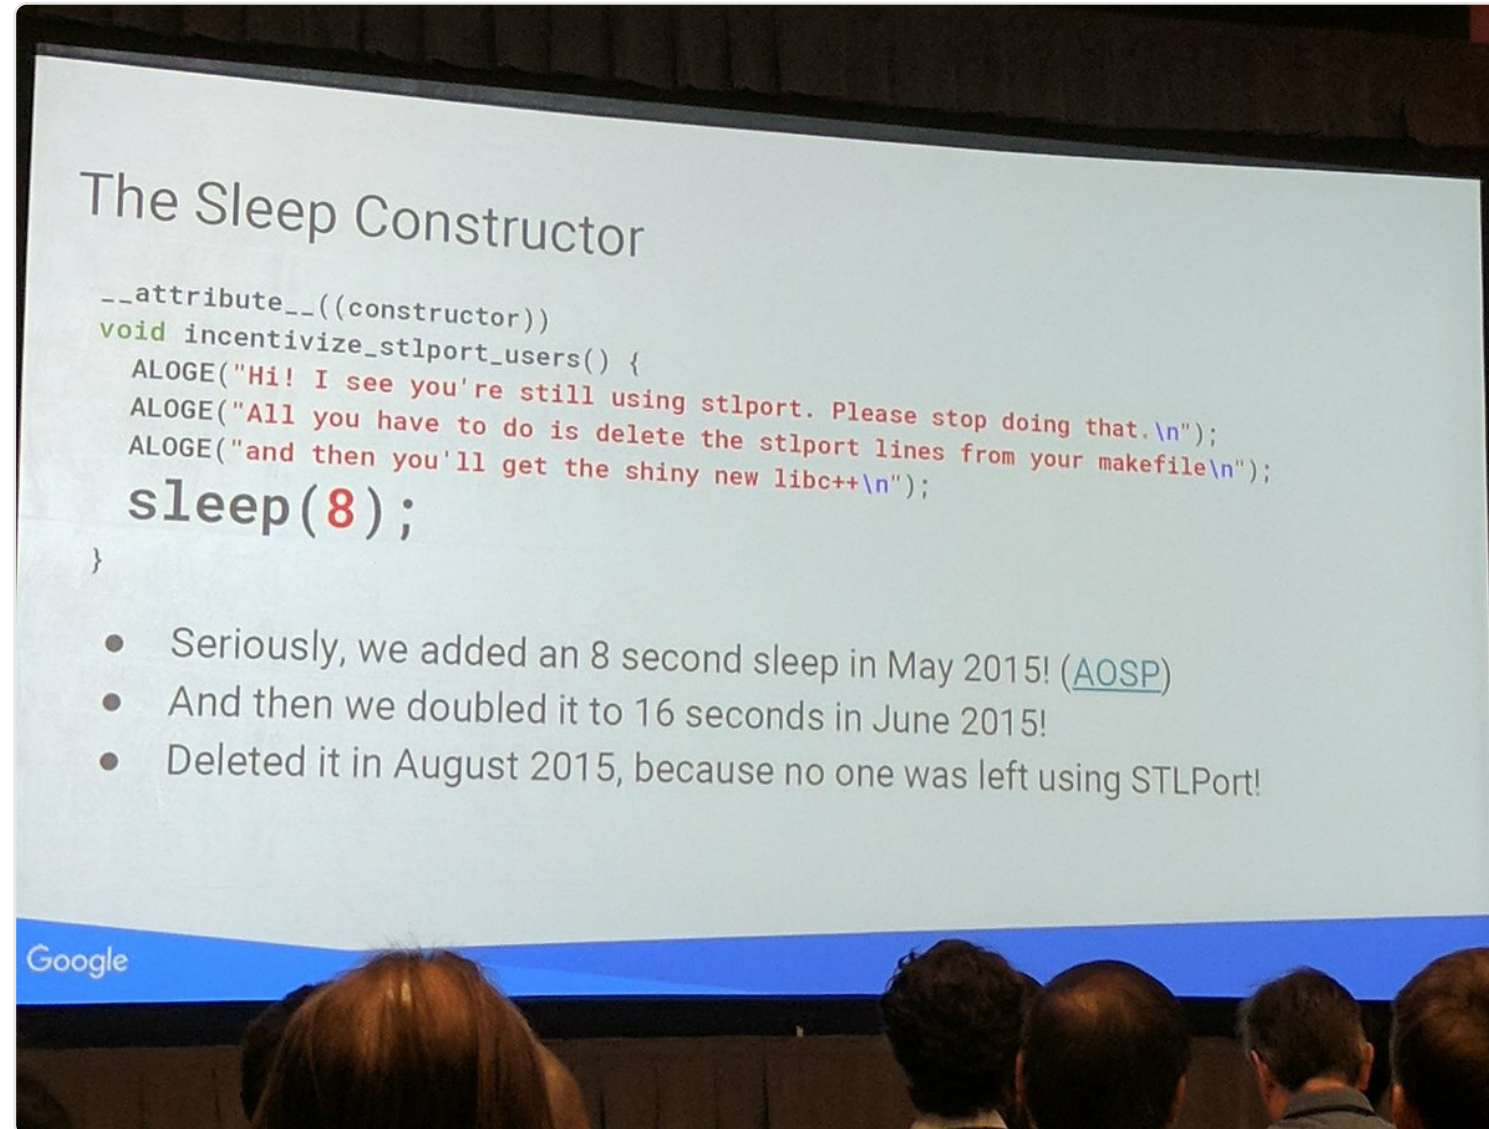 The Sleep Constructor
__attribute__((constructor))
void incentivize_stlport_users() {
ALOGE("Hi! I see you're still using stlport. Please stop doing that.\n");
ALOGE("All you have to do is delete the stlport lines from your makefile\n");
ALOGE("and then you'll get the shiny new libc++\n");
sleep(8);
}
● Seriously, we added an 8 second sleep in May 2015! (AOSP)
● And then we doubled it to 16 seconds in June 2015!
● Deleted it in August 2015, because no one was left using STLPort!
Google